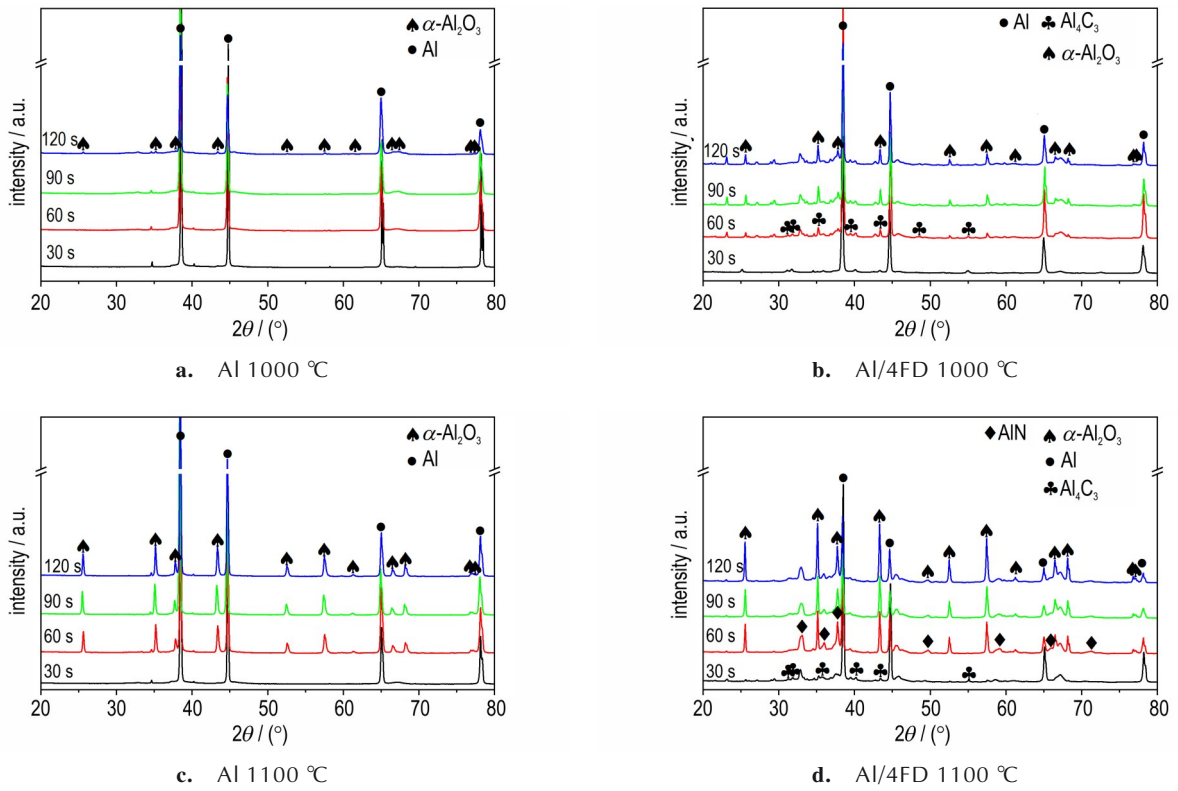 α-Al₂O₃
Al
120 s
90 s
60 s
30 s
intensity / a.u.
20 30 40 50 60 70 80
2θ / (°)
a. Al 1000 ℃
Al Al₄C₃
α-Al₂O₃
120 s
90 s
60 s
30 s
intensity / a.u.
20 30 40 50 60 70 80
2θ / (°)
b. Al/4FD 1000 ℃
α-Al₂O₃
Al
120 s
90 s
60 s
30 s
intensity / a.u.
20 30 40 50 60 70 80
2θ / (°)
c. Al 1100 ℃
AlN α-Al₂O₃
Al
Al₄C₃
120 s
90 s
60 s
30 s
intensity / a.u.
20 30 40 50 60 70 80
2θ / (°)
d. Al/4FD 1100 ℃